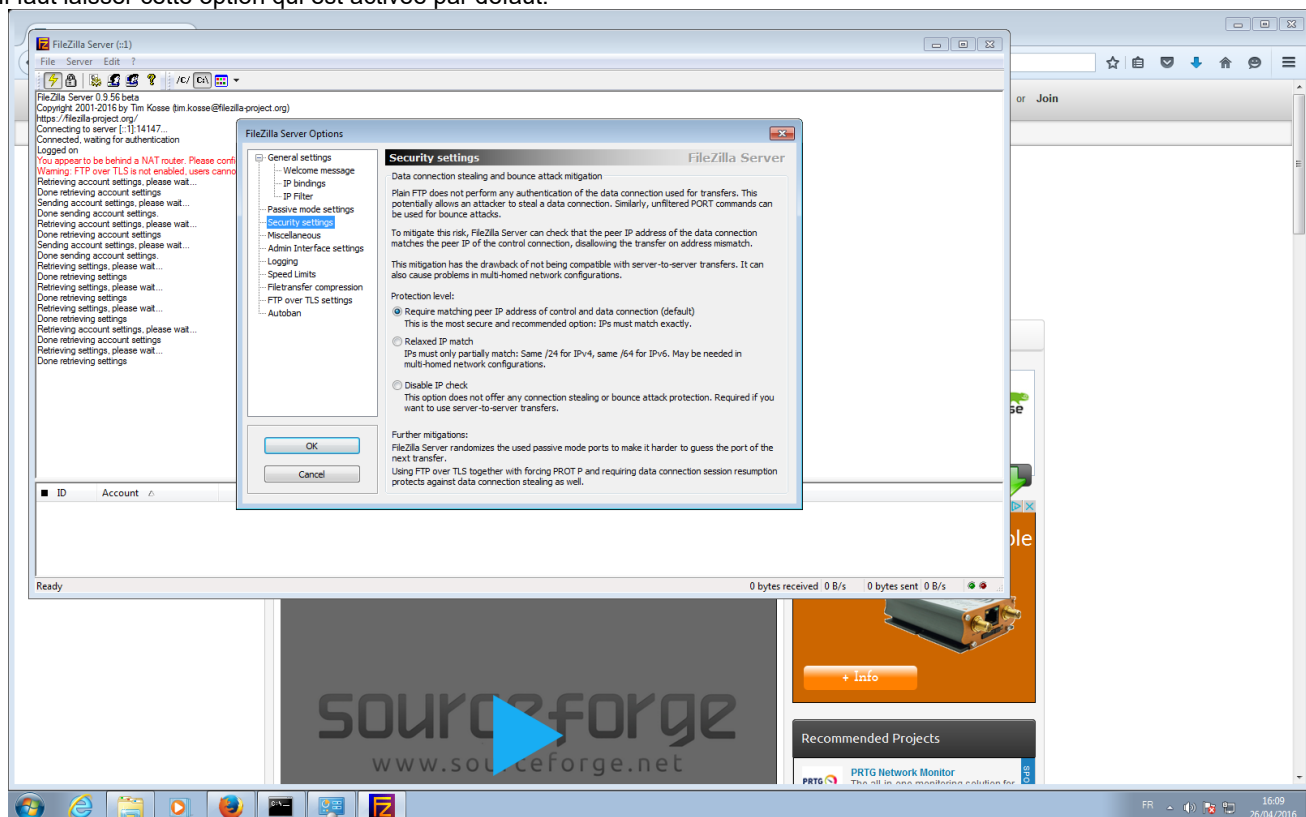 il faut laisser cette option qui est activée par défaut.
FileZilla Server (::1)
File Server Edit ?
/C/ C:\
or Join
FileZilla Server 0.9.56 beta
Copyright 2001-2016 by Tim Kosse (tim.kosse@filezilla-project.org)
https://filezilla-project.org/
Connecting to server [::1]:14147...
Connected, waiting for authentication
Logged on
You appear to be behind a NAT router. Please confi
Warning: FTP over TLS is not enabled, users canno
Retrieving account settings, please wait...
Done retrieving account settings
Sending account settings, please wait...
Done sending account settings.
Retrieving account settings, please wait...
Done retrieving account settings
Sending account settings, please wait...
Done sending account settings.
Retrieving settings, please wait...
Done retrieving settings
Retrieving settings, please wait...
Done retrieving settings
Retrieving settings, please wait...
Done retrieving settings
Retrieving account settings, please wait...
Done retrieving account settings
Retrieving settings, please wait...
Done retrieving settings
FileZilla Server Options
General settings
Welcome message
IP bindings
IP Filter
Passive mode settings
Security settings
Miscellaneous
Admin Interface settings
Logging
Speed Limits
Filetransfer compression
FTP over TLS settings
Autoban
OK
Cancel
Security settings FileZilla Server
Data connection stealing and bounce attack mitigation
Plain FTP does not perform any authentication of the data connection used for transfers. This
potentially allows an attacker to steal a data connection. Similarly, unfiltered PORT commands can
be used for bounce attacks.
To mitigate this risk, FileZilla Server can check that the peer IP address of the data connection
matches the peer IP of the control connection, disallowing the transfer on address mismatch.
This mitigation has the drawback of not being compatible with server-to-server transfers. It can
also cause problems in multi-homed network configurations.
Protection level:
Require matching peer IP address of control and data connection (default)
This is the most secure and recommended option: IPs must match exactly.
Relaxed IP match
IPs must only partially match: Same /24 for IPv4, same /64 for IPv6. May be needed in
multi-homed network configurations.
Disable IP check
This option does not offer any connection stealing or bounce attack protection. Required if you
want to use server-to-server transfers.
Further mitigations:
FileZilla Server randomizes the used passive mode ports to make it harder to guess the port of the
next transfer.
Using FTP over TLS together with forcing PROT P and requiring data connection session resumption
protects against data connection stealing as well.
ID Account
Ready 0 bytes received 0 B/s 0 bytes sent 0 B/s
se
ole
+ Info
sourceforge
www.sourceforge.net
Recommended Projects
PRTG
PRTG Network Monitor
The all-in-one monitoring solution for
SPO
FR 16:09
26/04/2016